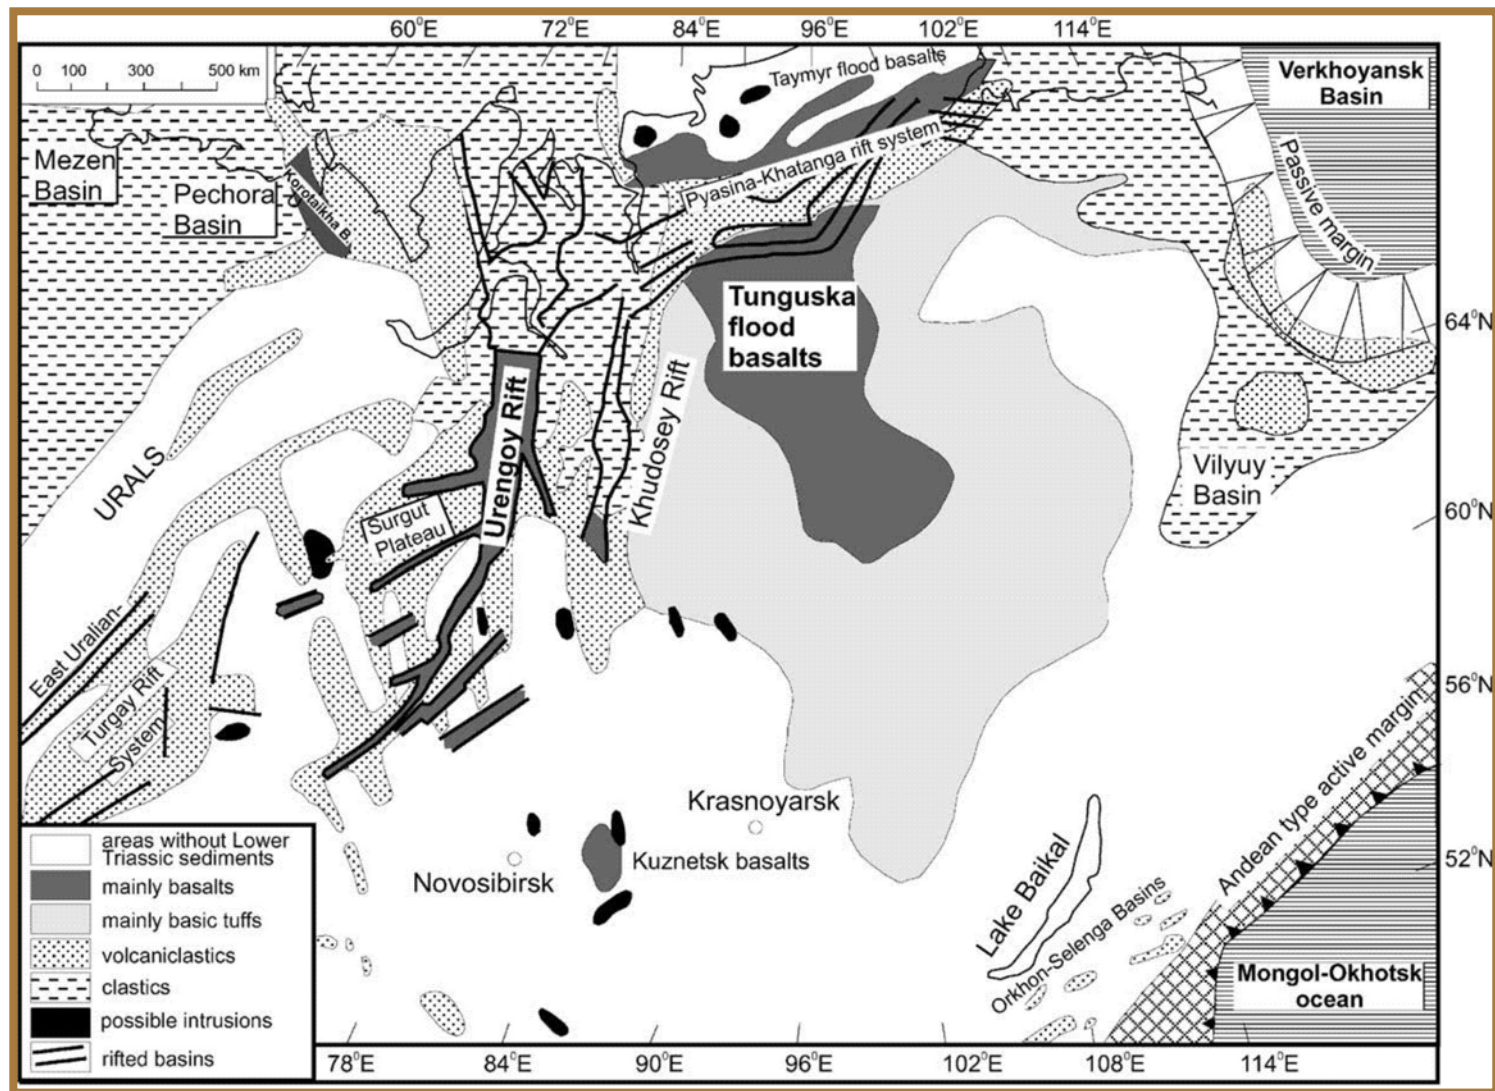 60°E 72°E 84°E 96°E 102°E 114°E
0 100 300 500 km
Taymyr flood basalts
Verkhoyansk
Basin
Mezen
Basin
Pechora
Basin
Korotaikha B.
Pyasina-Khatanga rift system
Passive margin
Tunguska
flood
basalts
64°N
Urengoy Rift
Khudosey Rift
URALS
Vilyuy
Basin
Surgut
Plateau
60°N
East Uralian-
Turgay Rift
System
56°N
Andean type active margin
Krasnoyarsk
Novosibirsk
Kuznetsk basalts
52°N
Lake Baikal
Orkhon-Selenga Basins
Mongol-Okhotsk
ocean
areas without Lower
Triassic sediments
mainly basalts
mainly basic tuffs
volcaniclastics
clastics
possible intrusions
rifted basins
78°E 84°E 90°E 96°E 102°E 108°E 114°E